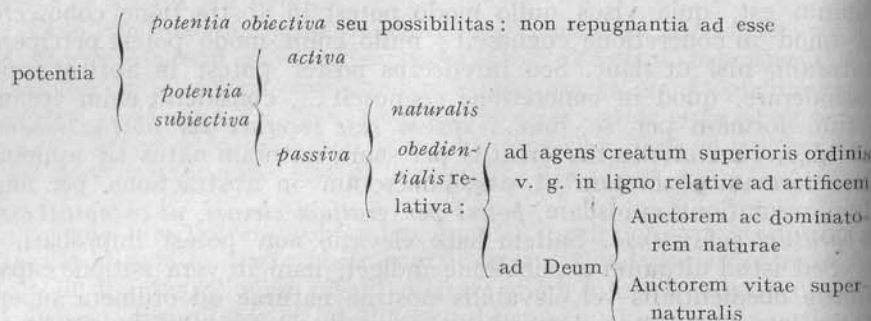 potentia obiectiva seu possibilitas: non repugnantia ad esse
activa
potentia
potentia
subiectiva
naturalis
passiva
obedien-
tialis re-
lativa:
ad agens creatum superioris ordinis
v. g. in ligno relative ad artificem
Auctorem ac dominato-
rem naturae
ad Deum
Auctorem vitae super-
naturalis